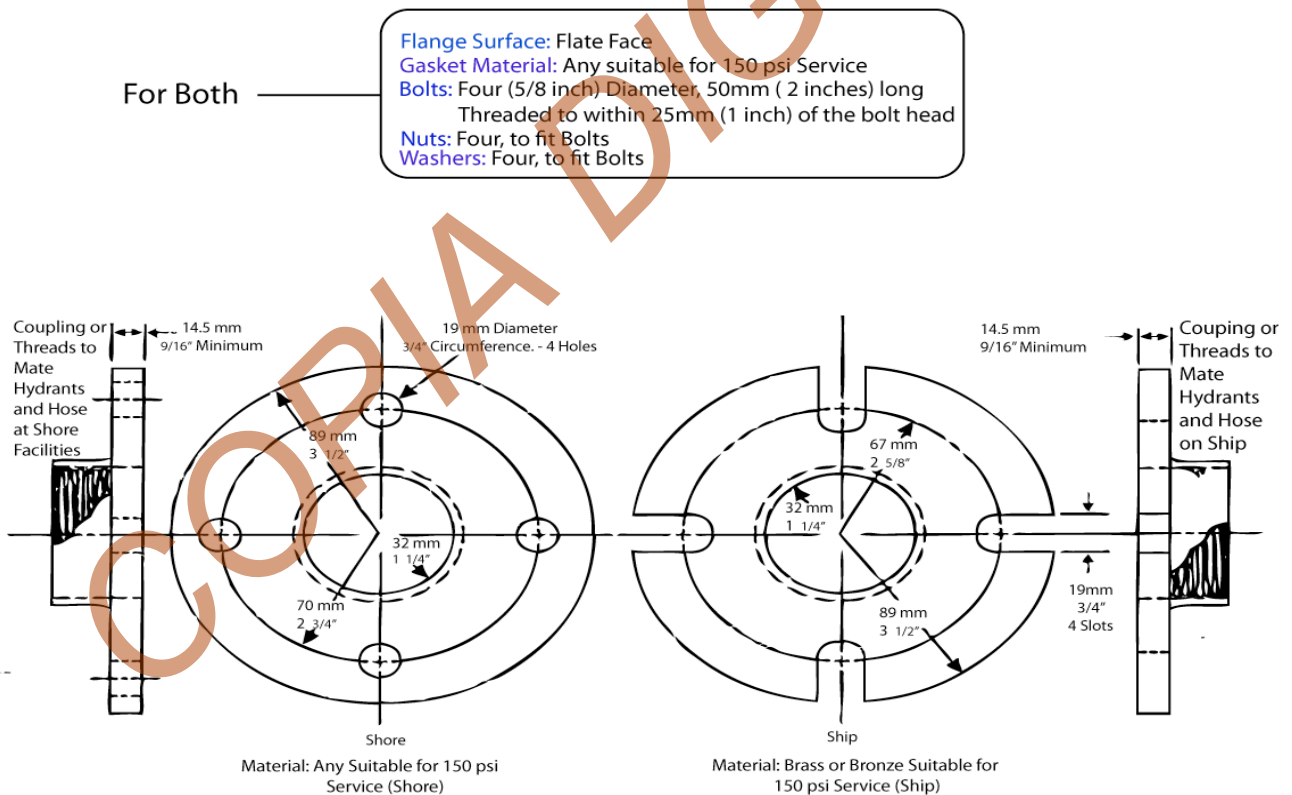 For Both
Flange Surface: Flate Face
Gasket Material: Any suitable for 150 psi Service
Bolts: Four (5/8 inch) Diameter, 50mm ( 2 inches) long
Threaded to within 25mm (1 inch) of the bolt head
Nuts: Four, to fit Bolts
Washers: Four, to fit Bolts
COPIA DIG
Coupling or
Threads to
Mate
Hydrants
and Hose
at Shore
Facilities
14.5 mm
9/16” Minimum
19 mm Diameter
3/4” Circumference. - 4 Holes
89 mm
3 1/2”
32 mm
1 1/4”
70 mm
2 3/4”
Shore
Material: Any Suitable for 150 psi
Service (Shore)
14.5 mm
9/16” Minimum
67 mm
2 5/8”
32 mm
1 1/4”
89 mm
3 1/2”
Ship
Material: Brass or Bronze Suitable for
150 psi Service (Ship)
Couping or
Threads to
Mate
Hydrants
and Hose
on Ship
19mm
3/4”
4 Slots